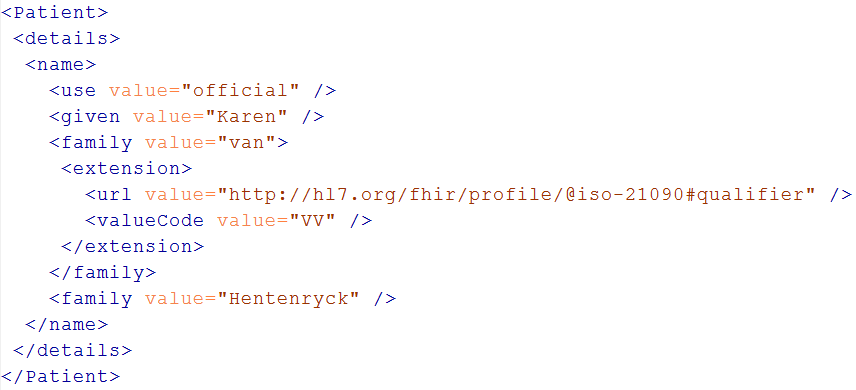 <Patient>
<details>
<name>
<use value="official" />
<given value="Karen" />
<family value="van">
<extension>
<url value="http://hl7.org/fhir/profile/@iso-21090#qualifier" />
<valueCode value="VV" />
</extension>
</family>
<family value="Hentenryck" />
</name>
</details>
</Patient>